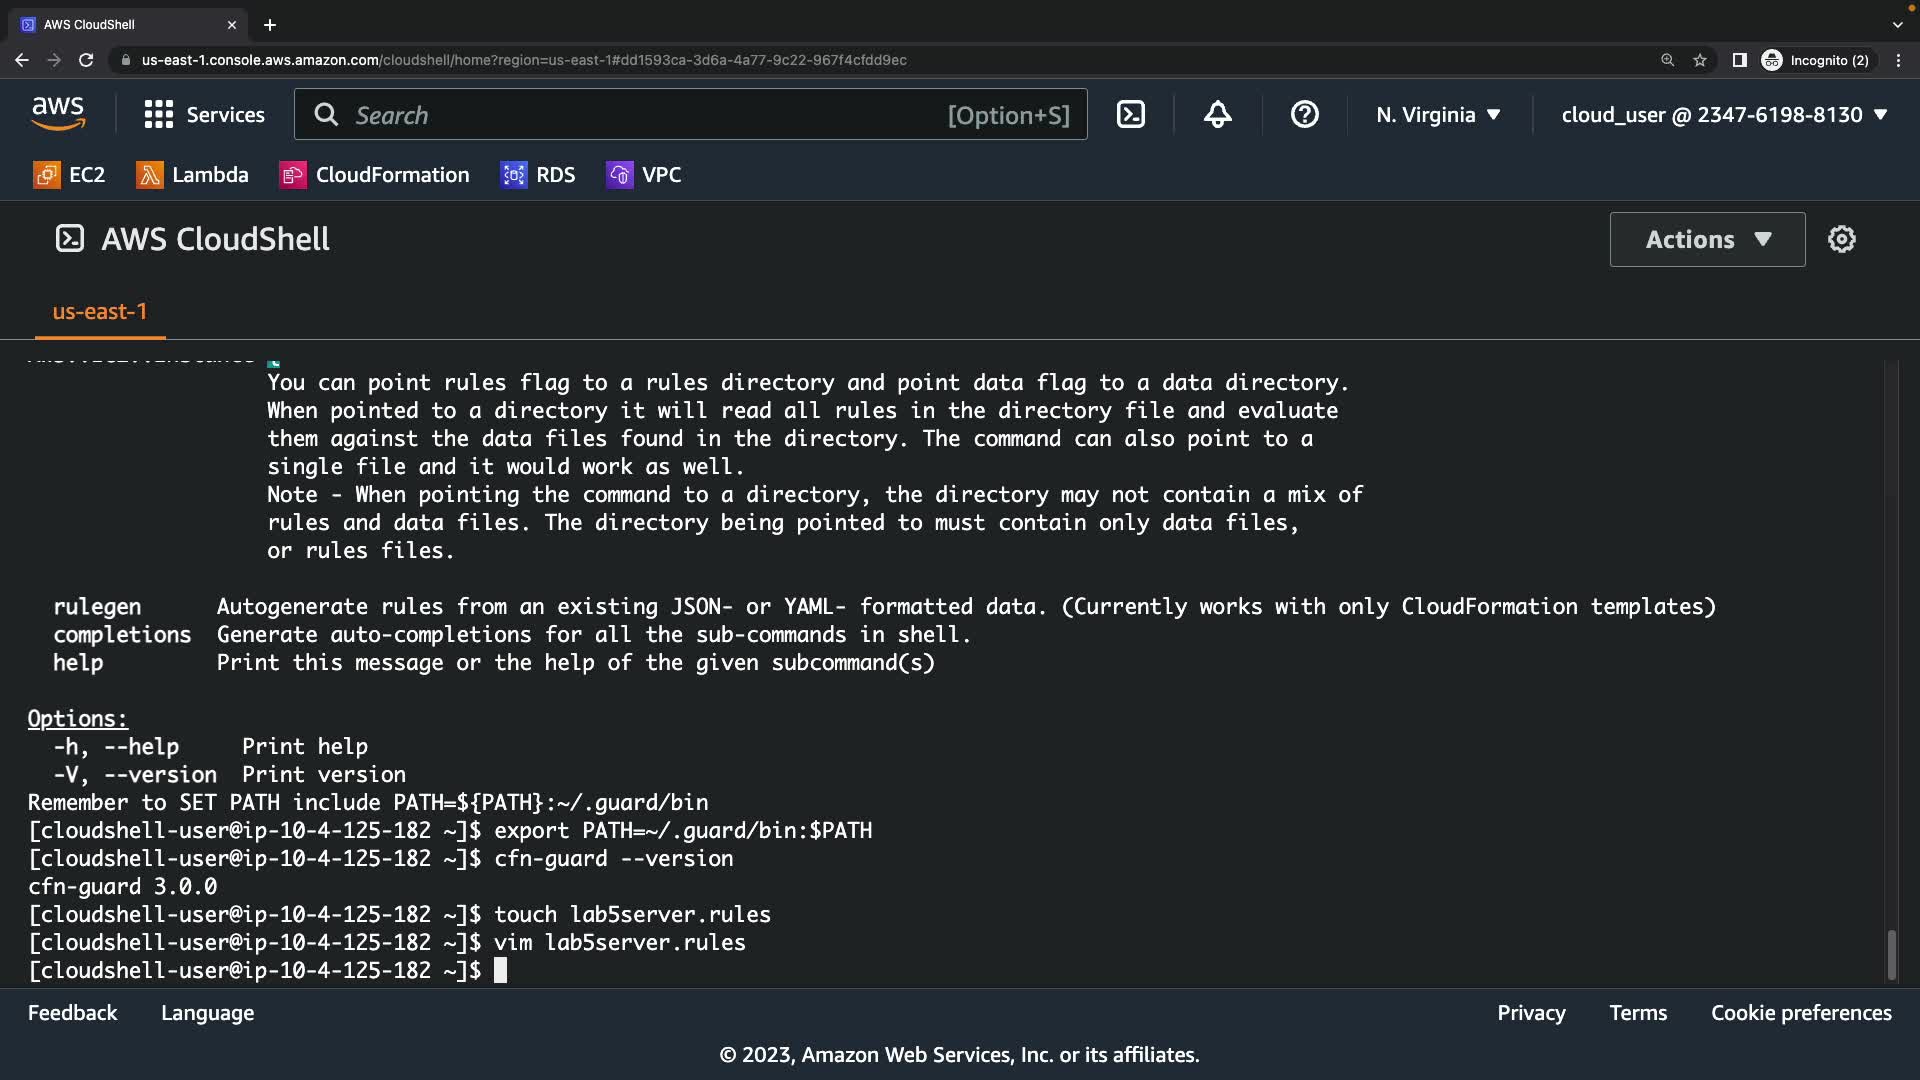 AWS CloudShell
us-east-1.console.aws.amazon.com/cloudshell/home?region=us-east-1#dd1593ca-3d6a-4a77-9c22-967f4cfdd9ec
Incognito (2)
aws
Services
Search
[Option+S]
N. Virginia
cloud_user @ 2347-6198-8130
EC2
Lambda
CloudFormation
RDS
VPC
AWS CloudShell
Actions
us-east-1
You can point rules flag to a rules directory and point data flag to a data directory.
When pointed to a directory it will read all rules in the directory file and evaluate
them against the data files found in the directory. The command can also point to a
single file and it would work as well.
Note - When pointing the command to a directory, the directory may not contain a mix of
rules and data files. The directory being pointed to must contain only data files,
or rules files.
rulegen Autogenerate rules from an existing JSON- or YAML- formatted data. (Currently works with only CloudFormation templates)
completions Generate auto-completions for all the sub-commands in shell.
help Print this message or the help of the given subcommand(s)
Options:
-h, --help Print help
-V, --version Print version
Remember to SET PATH include PATH=${PATH}:~/.guard/bin
[cloudshell-user@ip-10-4-125-182 ~]$ export PATH=~/.guard/bin:$PATH
[cloudshell-user@ip-10-4-125-182 ~]$ cfn-guard --version
cfn-guard 3.0.0
[cloudshell-user@ip-10-4-125-182 ~]$ touch lab5server.rules
[cloudshell-user@ip-10-4-125-182 ~]$ vim lab5server.rules
[cloudshell-user@ip-10-4-125-182 ~]$
Feedback
Language
Privacy
Terms
Cookie preferences
© 2023, Amazon Web Services, Inc. or its affiliates.